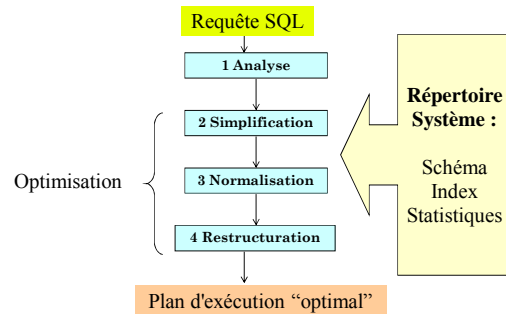 Requête SQL
1 Analyse
2 Simplification
3 Normalisation
4 Restructuration
Plan d'exécution “optimal”
Optimisation
Répertoire
Système :
Schéma
Index
Statistiques